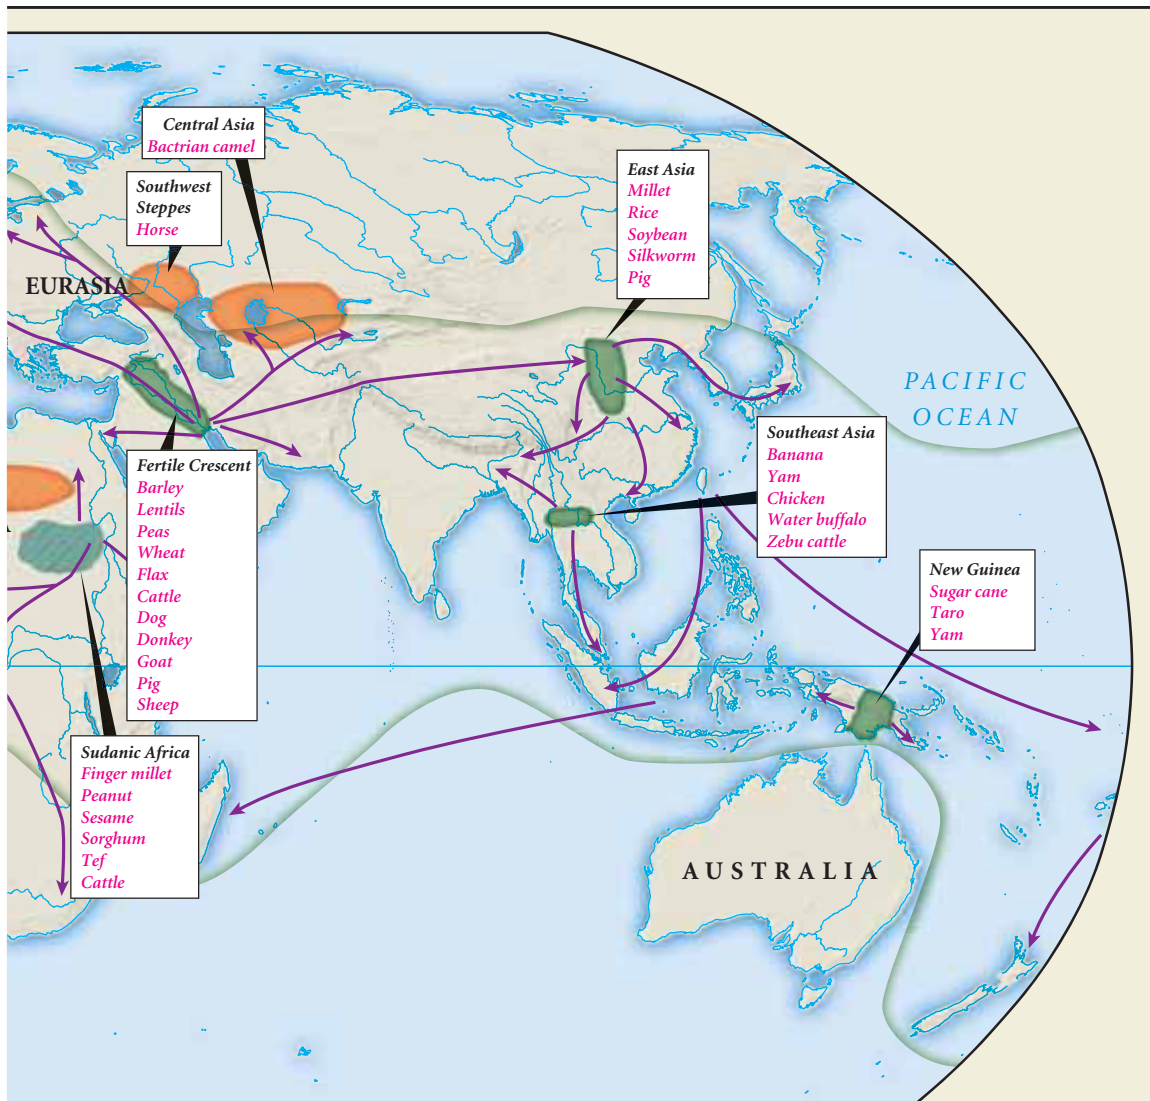 Central Asia
Bactrian camel
Southwest
Steppes
Horse
East Asia
Millet
Rice
Soybean
Silkworm
Pig
EURASIA
PACIFIC
OCEAN
Southeast Asia
Banana
Yam
Chicken
Water buffalo
Zebu cattle
Fertile Crescent
Barley
Lentils
Peas
Wheat
Flax
Cattle
Dog
Donkey
Goat
Pig
Sheep
New Guinea
Sugar cane
Taro
Yam
Sudanic Africa
Finger millet
Peanut
Sesame
Sorghum
Tef
Cattle
AUSTRALIA